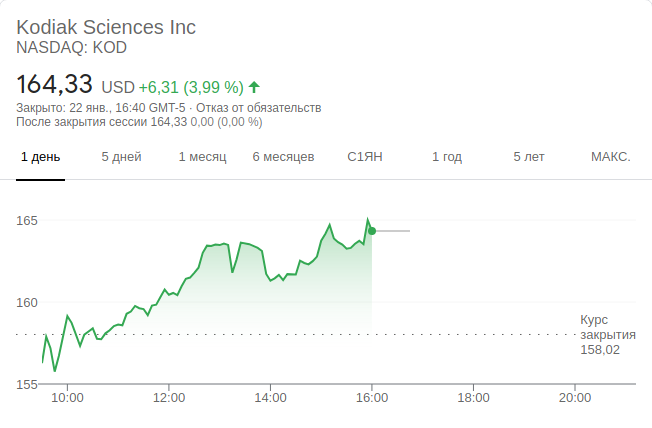 Kodiak Sciences Inc
NASDAQ: KOD
164,33 USD +6,31 (3,99 %)
Закрыто: 22 янв., 16:40 GMT-5 · Отказ от обязательств
После закрытия сессии 164,33 0,00 (0,00 %)
1 день 5 дней 1 месяц 6 месяцев С1ЯН 1 год 5 лет МАКС.
165
160
Курс
закрытия
158,02
155
10:00 12:00 14:00 16:00 18:00 20:00